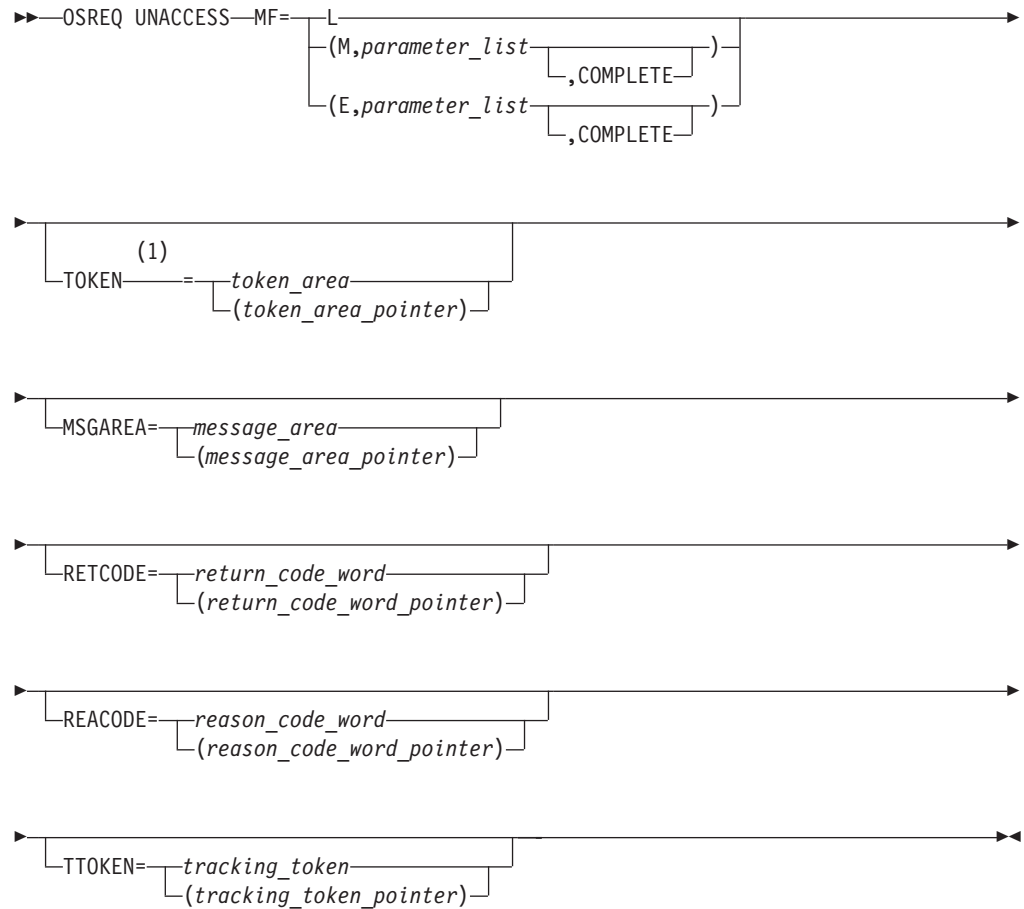 OSREQ UNACCESS MF= L
(M,parameter_list ,COMPLETE )
(E,parameter_list ,COMPLETE )
(1)
TOKEN = token_area
(token_area_pointer)
MSGAREA= message_area
(message_area_pointer)
RETCODE= return_code_word
(return_code_word_pointer)
REACODE= reason_code_word
(reason_code_word_pointer)
TTOKEN= tracking_token
(tracking_token_pointer)